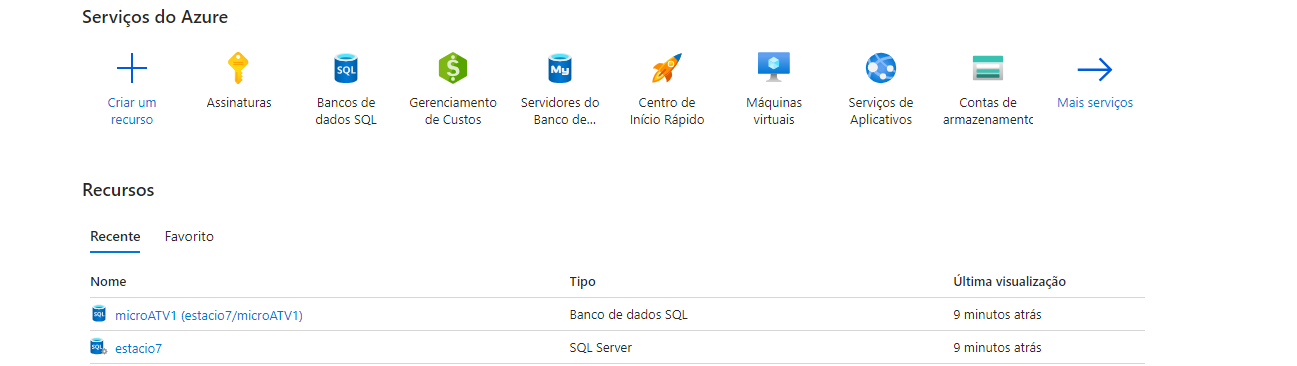 Serviços do Azure
SQL
$
My
Criar um
recurso
Assinaturas
Bancos de
dados SQL
Gerenciamento
de Custos
Servidores do
Banco de...
Centro de
Início Rápido
Máquinas
virtuais
Serviços de
Aplicativos
Contas de
armazenamento
Mais serviços
Recursos
Recente Favorito
Nome Tipo Última visualização
SQL microATV1 (estacio7/microATV1) Banco de dados SQL 9 minutos atrás
SQL estacio7 SQL Server 9 minutos atrás